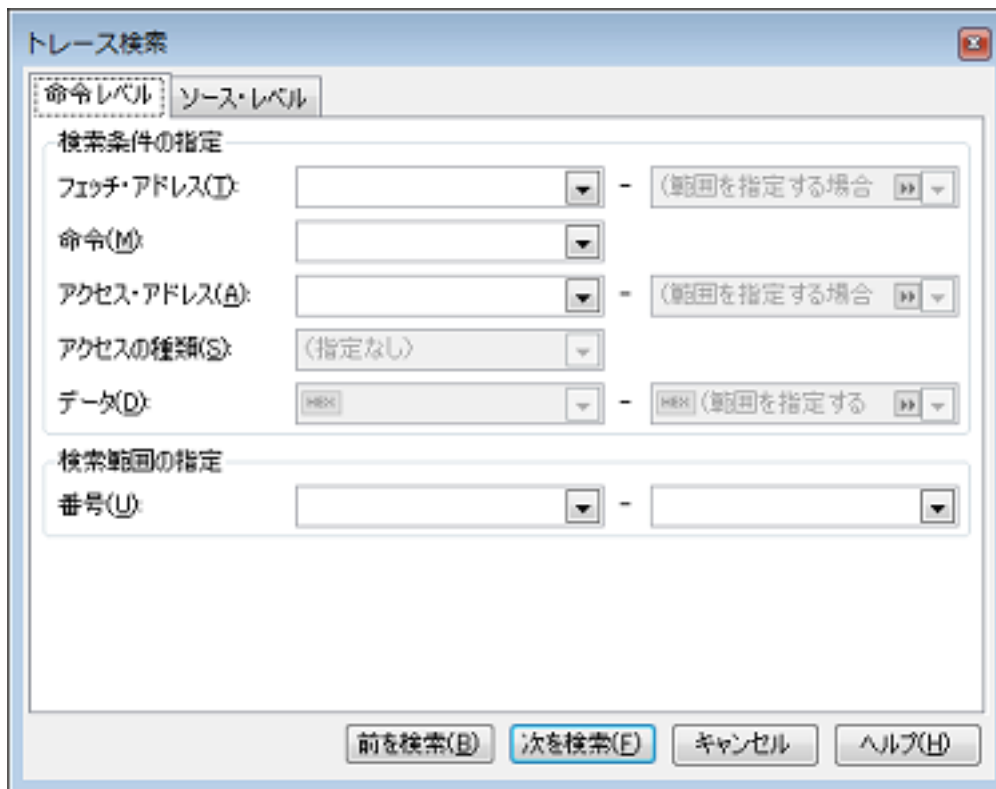 トレース検索
命令レベル ソース・レベル
検索条件の指定
フェッチ・アドレス(T): - (範囲を指定する場合
命令(M):
アクセス・アドレス(A): - (範囲を指定する場合
アクセスの種類(S): (指定なし)
データ(D): HEX - HEX (範囲を指定する
検索範囲の指定
番号(U): -
前を検索(B) 次を検索(F) キャンセル ヘルプ(H)